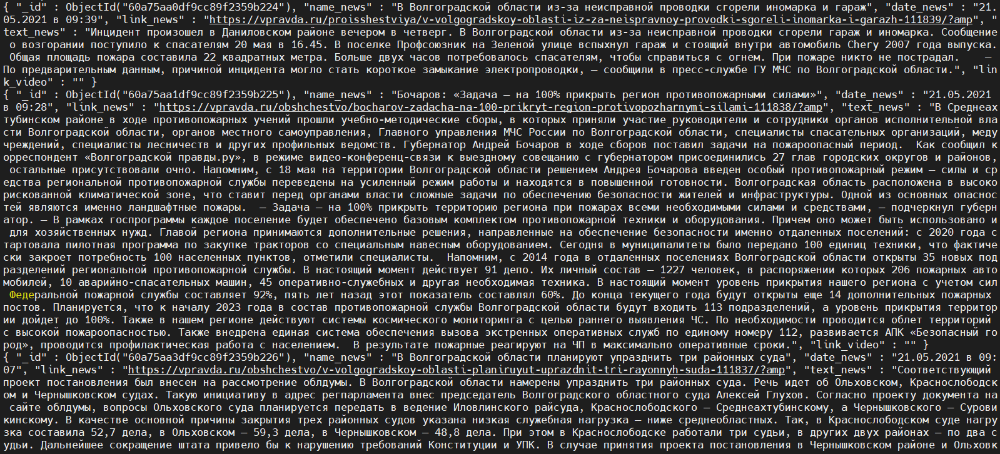 { "_id" : ObjectId("60a75aa0df9cc89f2359b224"), "name_news" : "В Волгоградской области из-за неисправной проводки сгорели иномарка и гараж", "date_news" : "21.
05.2021 в 09:39", "link_news" : "https://vpravda.ru/proisshestviya/v-volgogradskoy-oblasti-iz-za-neispravnoy-provodki-sgoreli-inomarka-i-garazh-111839/?amp", "
text_news" : "Инцидент произошел в Даниловском районе вечером в четверг. В Волгоградской области из-за неисправной проводки сгорели гараж и иномарка. Сообщение
 о возгорании поступило к спасателям 20 мая в 16.45. В поселке Профсоюзник на Зеленой улице вспыхнул гараж и стоящий внутри автомобиль Chery 2007 года выпуска.
 Общая площадь пожара составила 22 квадратных метра. Больше двух часов потребовалось спасателям, чтобы справиться с огнем. При пожаре никто не пострадал.    —
По предварительным данным, причиной инцидента могло стать короткое замыкание электропроводки, — сообщили в пресс-службе ГУ МЧС по Волгоградской области.", "lin
k_video" : "" }
{ "_id" : ObjectId("60a75aa1df9cc89f2359b225"), "name_news" : "Бочаров: «Задача — на 100% прикрыть регион противопожарными силами»", "date_news" : "21.05.2021
в 09:28", "link_news" : "https://vpravda.ru/obshchestvo/bocharov-zadacha-na-100-prikryt-region-protivopozharnymi-silami-111838/?amp", "text_news" : "В Среднеах
тубинском районе в ходе противопожарных учений прошли учебно-методические сборы, в которых приняли участие руководители и сотрудники органов исполнительной вла
сти Волгоградской области, органов местного самоуправления, Главного управления МЧС России по Волгоградской области, специалисты спасательных организаций, меду
чреждений, специалисты лесничеств и других профильных ведомств. Губернатор Андрей Бочаров в ходе сборов поставил задачи на пожароопасный период.  Как сообщил к
орреспондент «Волгоградской правды.ру», в режиме видео-конференц-связи к выездному совещанию с губернатором присоединились 27 глав городских округов и районов,
 остальные присутствовали очно. Напомним, с 18 мая на территории Волгоградской области решением Андрея Бочарова введен особый противопожарный режим — силы и ср
едства региональной противопожарной службы переведены на усиленный режим работы и находятся в повышенной готовности. Волгоградская область расположена в высоко
рискованной климатической зоне, что ставит перед органами власти сложные задачи по обеспечению безопасности жителей и инфраструктуры. Одной из основных опаснос
тей являются именно ландшафтные пожары.  — Задача — на 100% прикрыть территорию региона при пожарах всеми необходимыми силами и средствами, — подчеркнул губерн
атор. — В рамках госпрограммы каждое поселение будет обеспечено базовым комплектом противопожарной техники и оборудования. Причем оно может быть использовано и
 для хозяйственных нужд. Главой региона принимаются дополнительные решения, направленные на обеспечение безопасности именно отдаленных поселений: с 2020 года с
тартовала пилотная программа по закупке тракторов со специальным навесным оборудованием. Сегодня в муниципалитеты было передано 100 единиц техники, что фактиче
ски закроет потребность 100 населенных пунктов, отметили специалисты.  Напомним, с 2014 года в отдаленных поселениях Волгоградской области открыты 35 новых под
разделений региональной противопожарной службы. В настоящий момент действует 91 депо. Их личный состав — 1227 человек, в распоряжении которых 206 пожарных авто
мобилей, 10 аварийно-спасательных машин, 45 оперативно-служебных и другая необходимая техника. В настоящий момент уровень прикрытия нашего региона с учетом сил
 Федеральной пожарной службы составляет 92%, пять лет назад этот показатель составлял 60%. До конца текущего года будут открыты еще 14 дополнительных пожарных
постов. Планируется, что к началу 2023 года в состав противопожарной службы Волгоградской области будут входить 113 подразделений, а уровень прикрытия территор
ии дойдет до 100%. Также в нашем регионе действуют системы космического мониторинга с целью раннего выявления ЧС. По необходимости проводится облет территорий
с высокой пожароопасностью. Также внедрена единая система обеспечения вызова экстренных оперативных служб по единому номеру 112, развивается АПК «Безопасный го
род», проводится профилактическая работа с населением.  В результате пожарные реагируют на ЧП в максимально оперативные сроки.", "link_video" : "" }
{ "_id" : ObjectId("60a75aa3df9cc89f2359b226"), "name_news" : "В Волгоградской области планируют упразднить три районных суда", "date_news" : "21.05.2021 в 09:
07", "link_news" : "https://vpravda.ru/obshchestvo/v-volgogradskoy-oblasti-planiruyut-uprazdnit-tri-rayonnyh-suda-111837/?amp", "text_news" : "Соответствующий
проект постановления был внесен на рассмотрение облдумы. В Волгоградской области намерены упразднить три районных суда. Речь идет об Ольховском, Краснослободск
ом и Чернышковском судах. Такую инициативу в адрес регпарламента внес председатель Волгоградского областного суда Алексей Глухов. Согласно проекту документа на
 сайте облдумы, вопросы Ольховского суда планируется передать в ведение Иловлинского райсуда, Краснослободского — Среднеахтубинскому, а Чернышковского — Сурови
кинскому. В качестве основной причины закрытия трех районных судов указана низкая служебная нагрузка — ниже среднеобластных. Так, в Краснослободском суде нагру
зка составила 52,7 дела, в Ольховском — 59,3 дела, в Чернышковском — 48,8 дела. При этом в Краснослободске работали три судьи, в других двух районах — по два с
удьи. Дальнейшее сокращение штата привело бы к нарушению требований Конституции и УПК. В случае принятия проекта постановления в Чернышковском районе и Ольховк